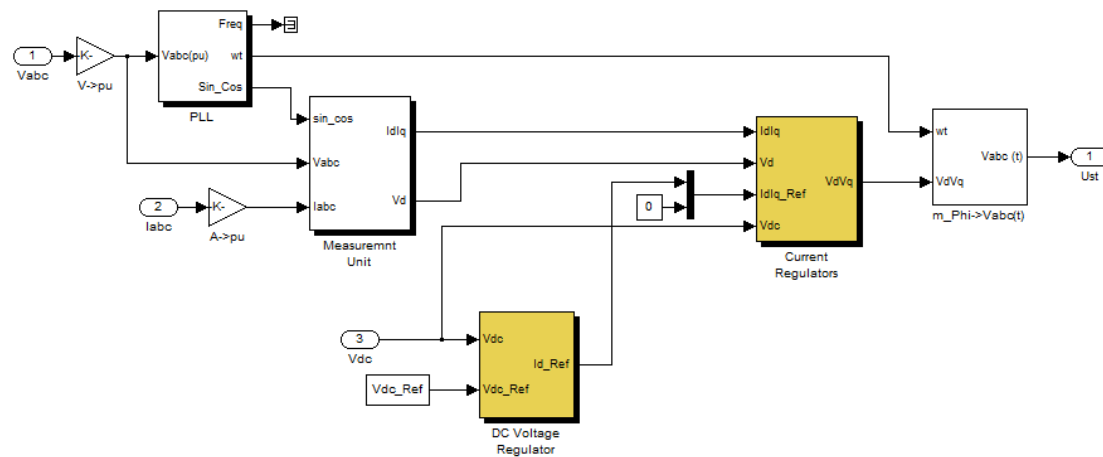 Freq
1
K-
Vabc(pu)
wt
Vabc
V->pu
Sin_Cos
PLL
sin_cos
IdIq
Vabc
Vd
2
K-
Iabc
Iabc
A->pu
Measuremnt
Unit
IdIq
Vd
VdVq
0
IdIq_Ref
Vdc
Current
Regulators
wt
Vabc (t)
VdVq
m_Phi->Vabc(t)
1
Ust
3
Vdc
Vdc
Id_Ref
Vdc_Ref
Vdc_Ref
DC Voltage
Regulator